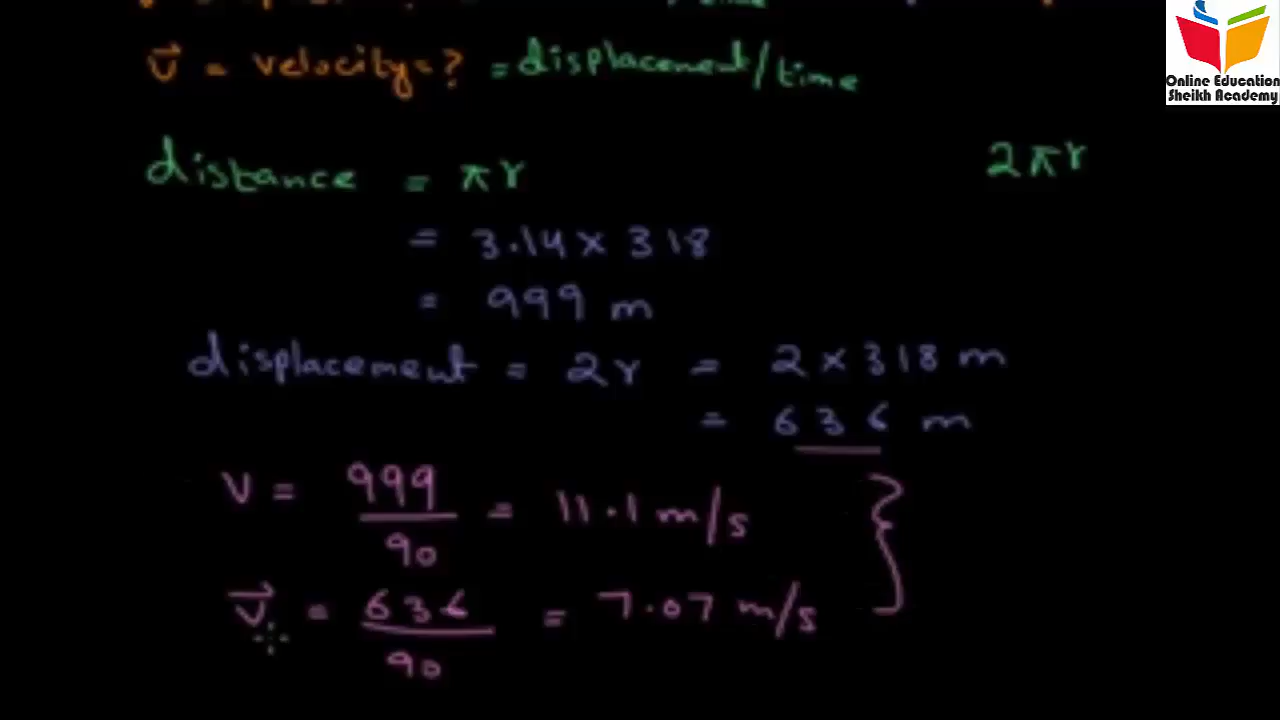 v⃗ = velocity = ? = displacement/time
Online Education
Sheikh Academy
distance = πr
2πr
= 3.14 × 318
= 999 m
displacement = 2r = 2 × 318 m
= 636 m
v = 999/90 = 11.1 m/s
v⃗ = 636/90 = 7.07 m/s